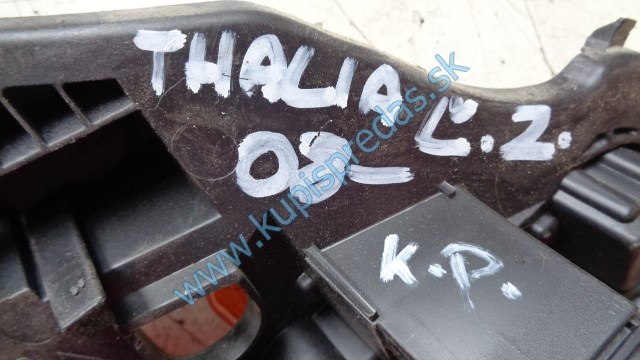 THALIA Ľ.Z.
08-
K.P.
www.kupispredas.sk